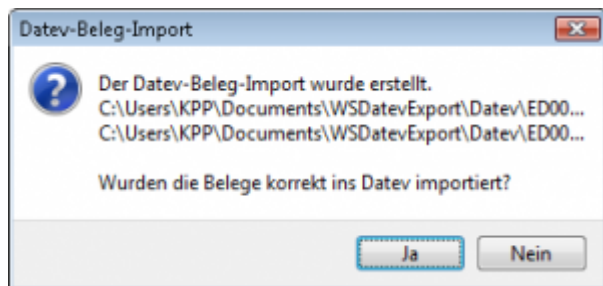 Datev-Beleg-Import
Der Datev-Beleg-Import wurde erstellt.
C:\Users\KPP\Documents\WSDatevExport\Datev\ED00...
C:\Users\KPP\Documents\WSDatevExport\Datev\ED00...
Wurden die Belege korrekt ins Datev importiert?
Ja
Nein